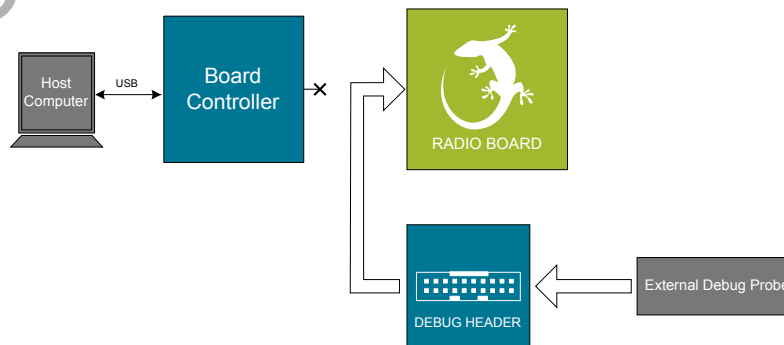 Host
Computer
USB
Board
Controller
RADIO BOARD
DEBUG HEADER
External Debug Probe